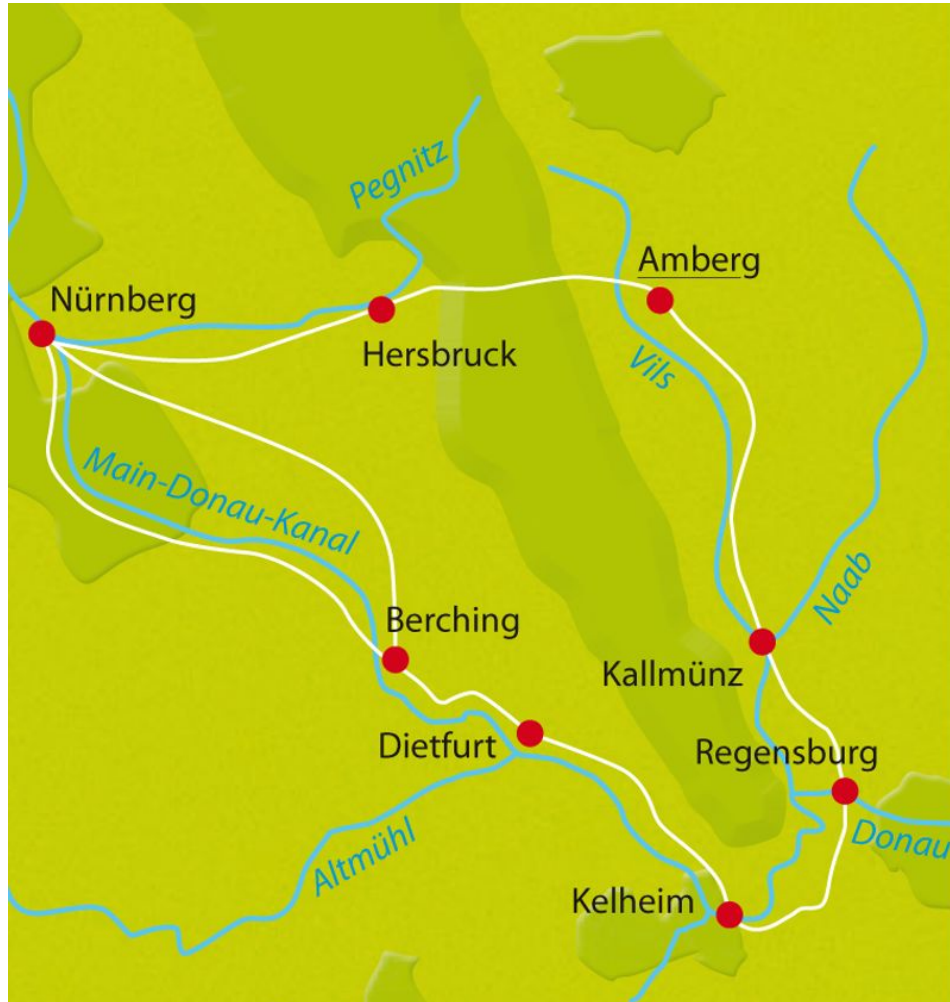 Pegnitz
Amberg
Nürnberg
Hersbruck
Vils
Main-Donau-Kanal
Naab
Berching
Kallmünz
Dietfurt
Regensburg
Altmühl
Donau
Kelheim